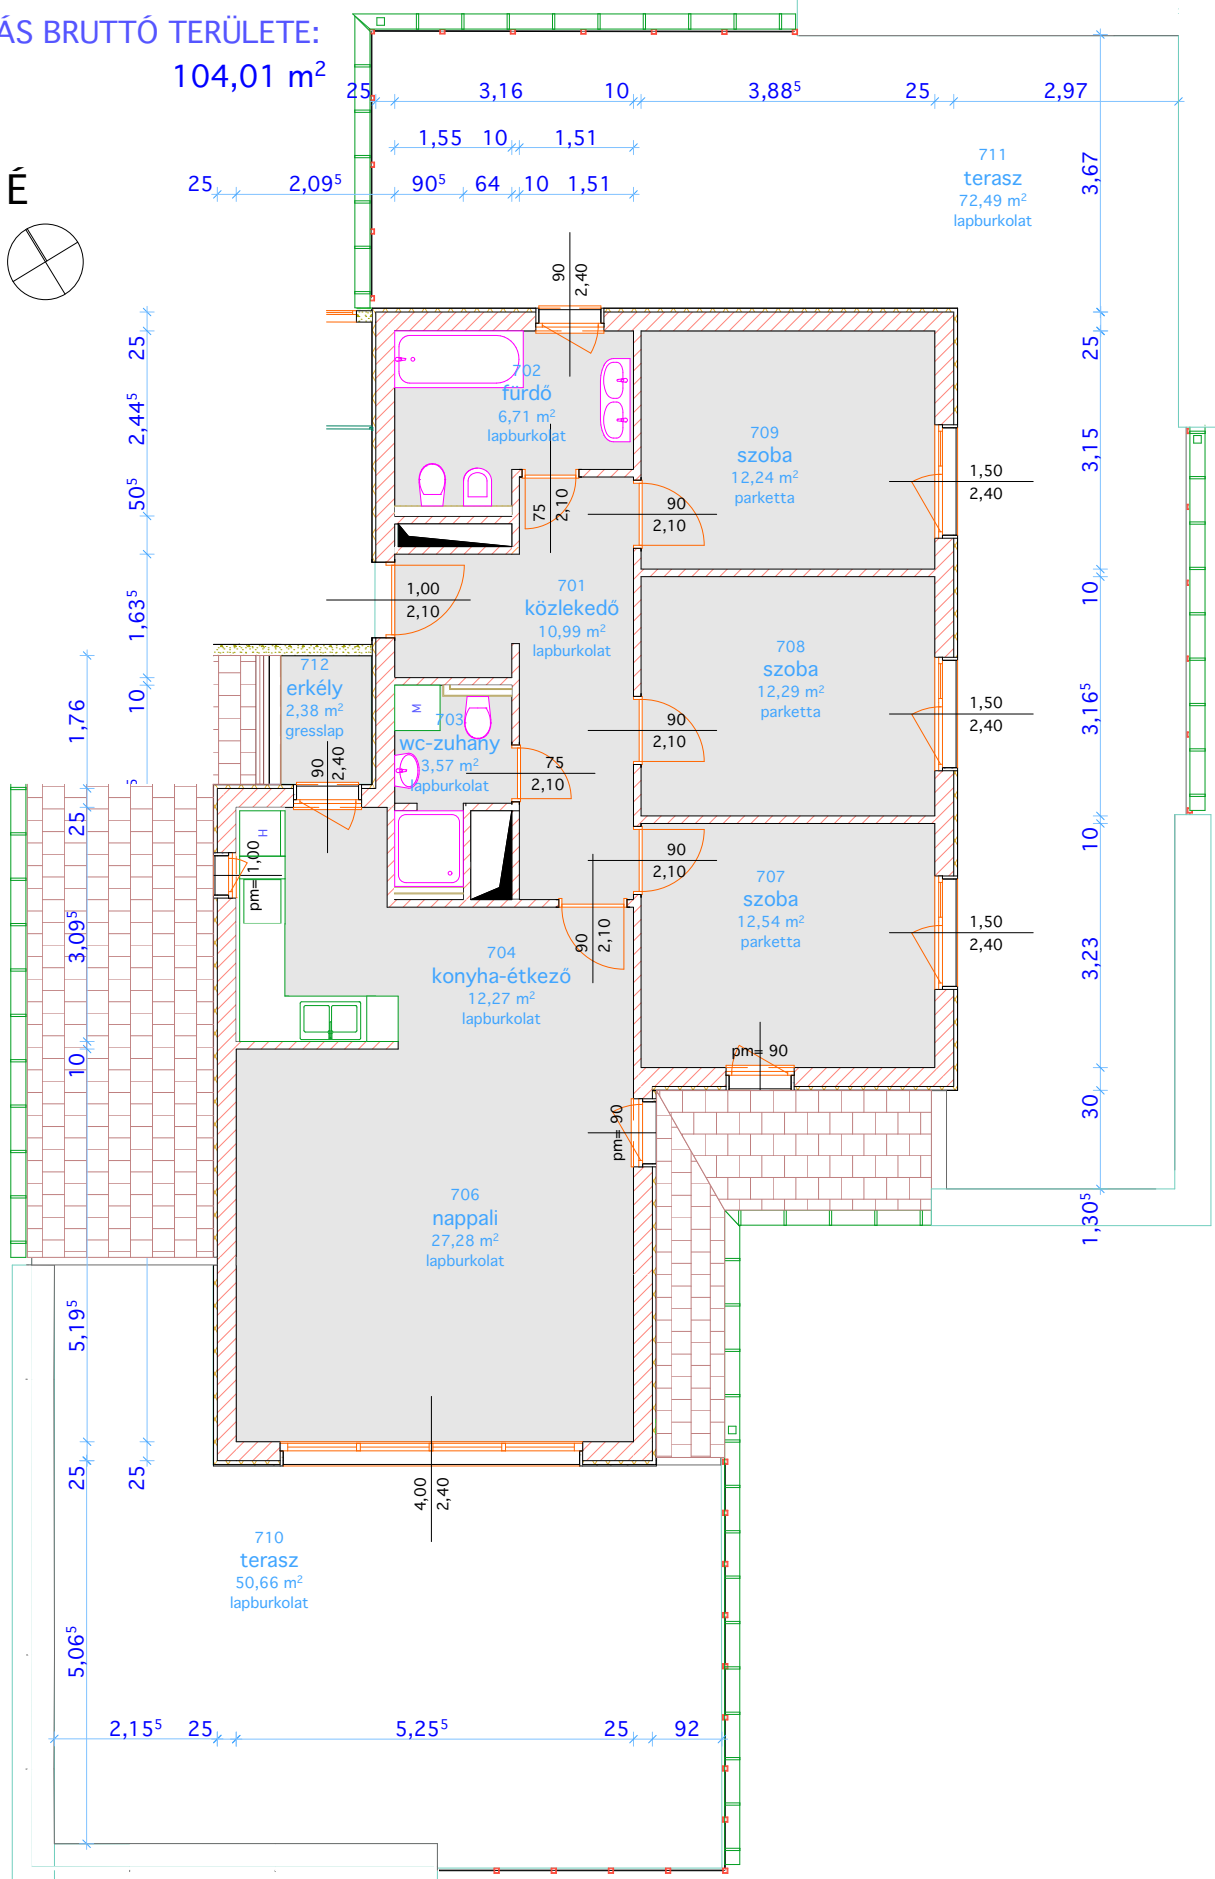 ÁS BRUTTÓ TERÜLETE:
104,01 m²
É
25 3,16 10 3,88⁵ 25 2,97
1,55 10 1,51
25 2,09⁵ 90⁵ 64 10 1,51
711
terasz
72,49 m²
lapburkolat
3,67
25
3,15
10
3,16⁵
10
3,23
30
1,30⁵
25
2,44⁵
50⁵
1,63⁵
10
5
25
1,76
25
3,09⁵
10
5,19⁵
25
5,06⁵
90
2,40
702
fürdő
6,71 m²
lapburkolat
75
2,10
709
szoba
12,24 m²
parketta
90
2,10
1,50
2,40
701
közlekedő
10,99 m²
lapburkolat
1,00
2,10
708
szoba
12,29 m²
parketta
90
2,10
1,50
2,40
712
erkély
2,38 m²
gresslap
90
2,40
M
703
wc-zuhany
3,57 m²
lapburkolat
75
2,10
H
pm= 1,00
90
2,10
707
szoba
12,54 m²
parketta
1,50
2,40
90
2,10
704
konyha-étkező
12,27 m²
lapburkolat
pm= 90
pm= 90
706
nappali
27,28 m²
lapburkolat
4,00
2,40
710
terasz
50,66 m²
lapburkolat
2,15⁵ 25 5,25⁵ 25 92